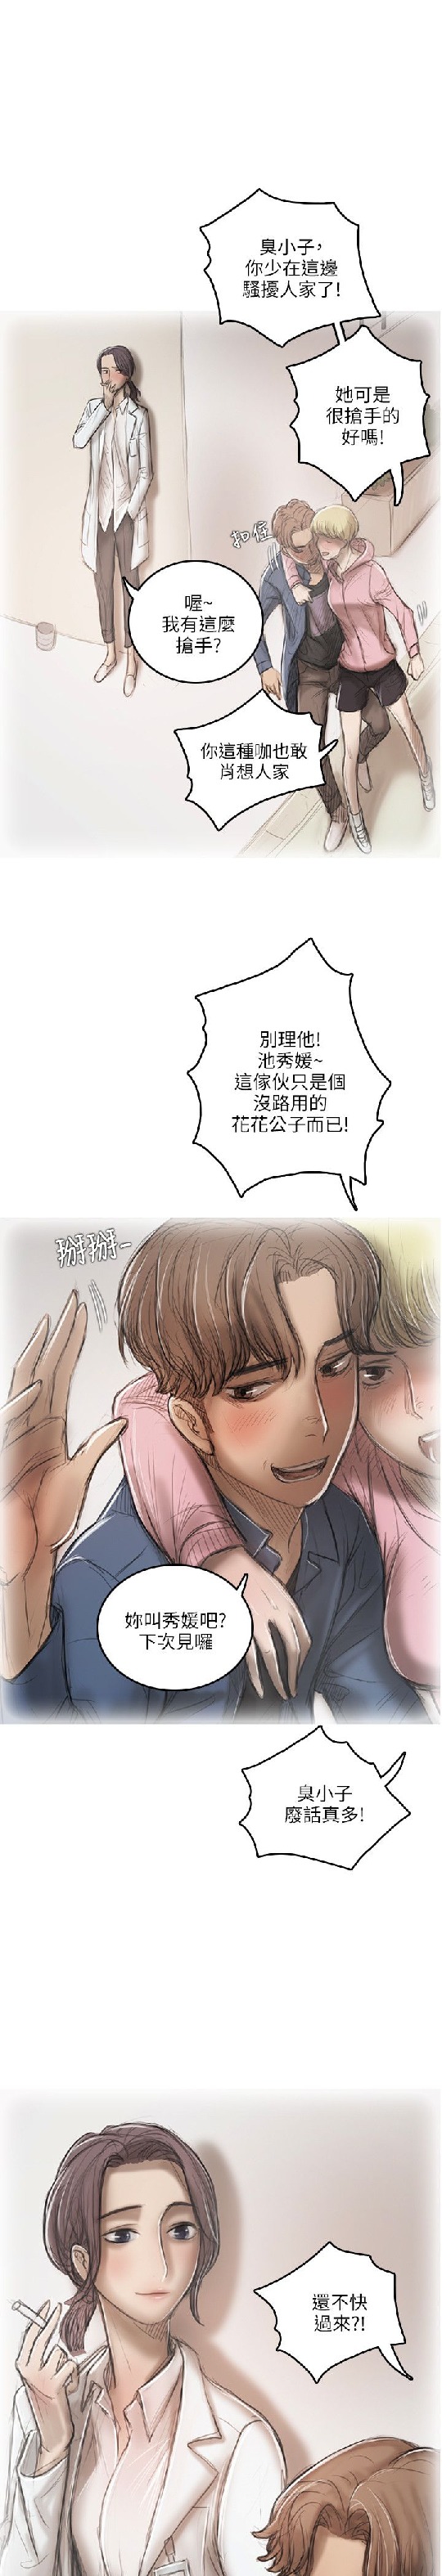 臭小子,
你少在這邊
騷擾人家了!
她可是
很搶手的
好嗎!
扣住
喔~
我有這麼
搶手?
你這種咖也敢
肖想人家
別理他!
池秀媛~
這傢伙只是個
沒路用的
花花公子而已!
掰掰~
妳叫秀媛吧?
下次見囉
臭小子
廢話真多!
還不快
過來?!